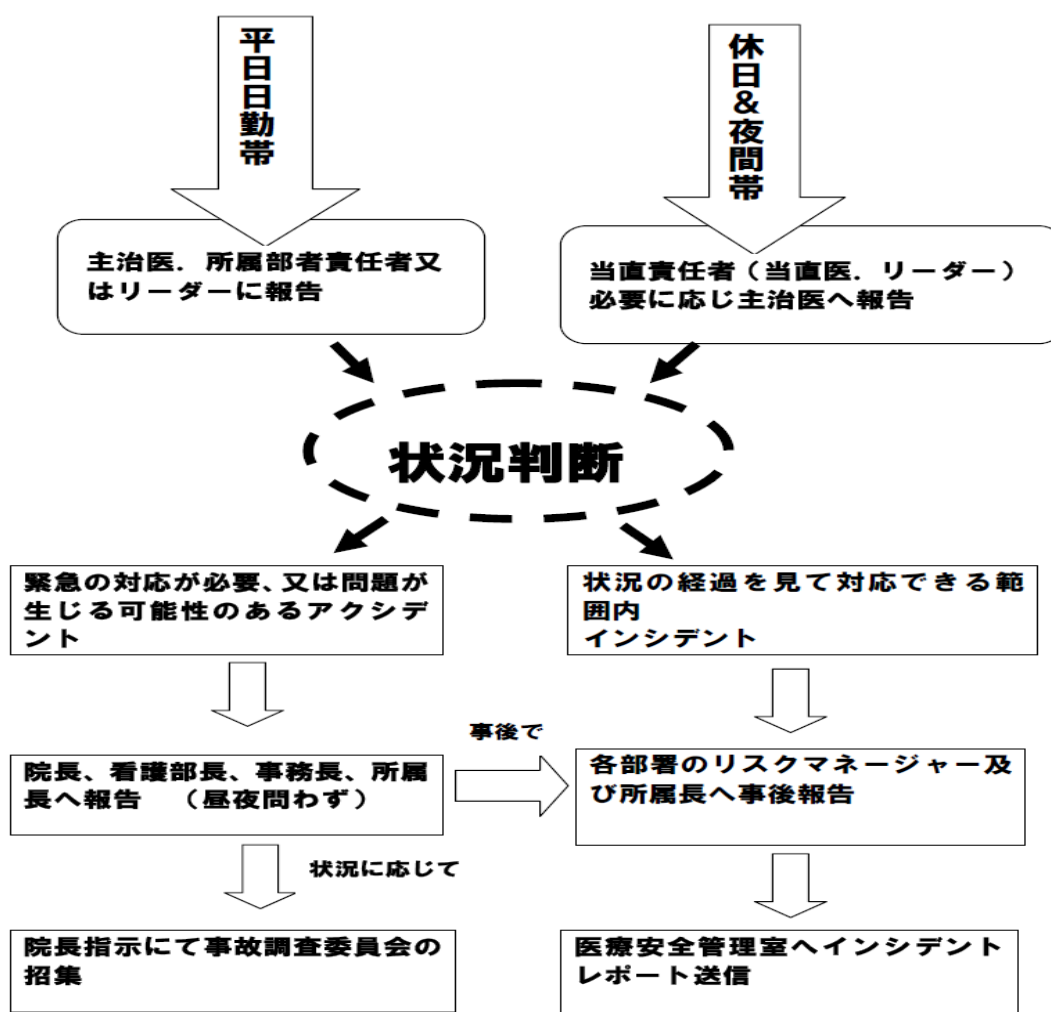 平日日勤帯
休日&夜間帯
主治医．所属部者責任者又
はリーダーに報告
当直責任者（当直医．リーダー）
必要に応じ主治医へ報告
状況判断
緊急の対応が必要、又は問題が
生じる可能性のあるアクシデ
ント
状況の経過を見て対応できる範
囲内
インシデント
事後で
院長、看護部長、事務長、所属
長へ報告　（昼夜問わず）
各部署のリスクマネージャー及
び所属長へ事後報告
状況に応じて
院長指示にて事故調査委員会の
招集
医療安全管理室へインシデント
レポート送信